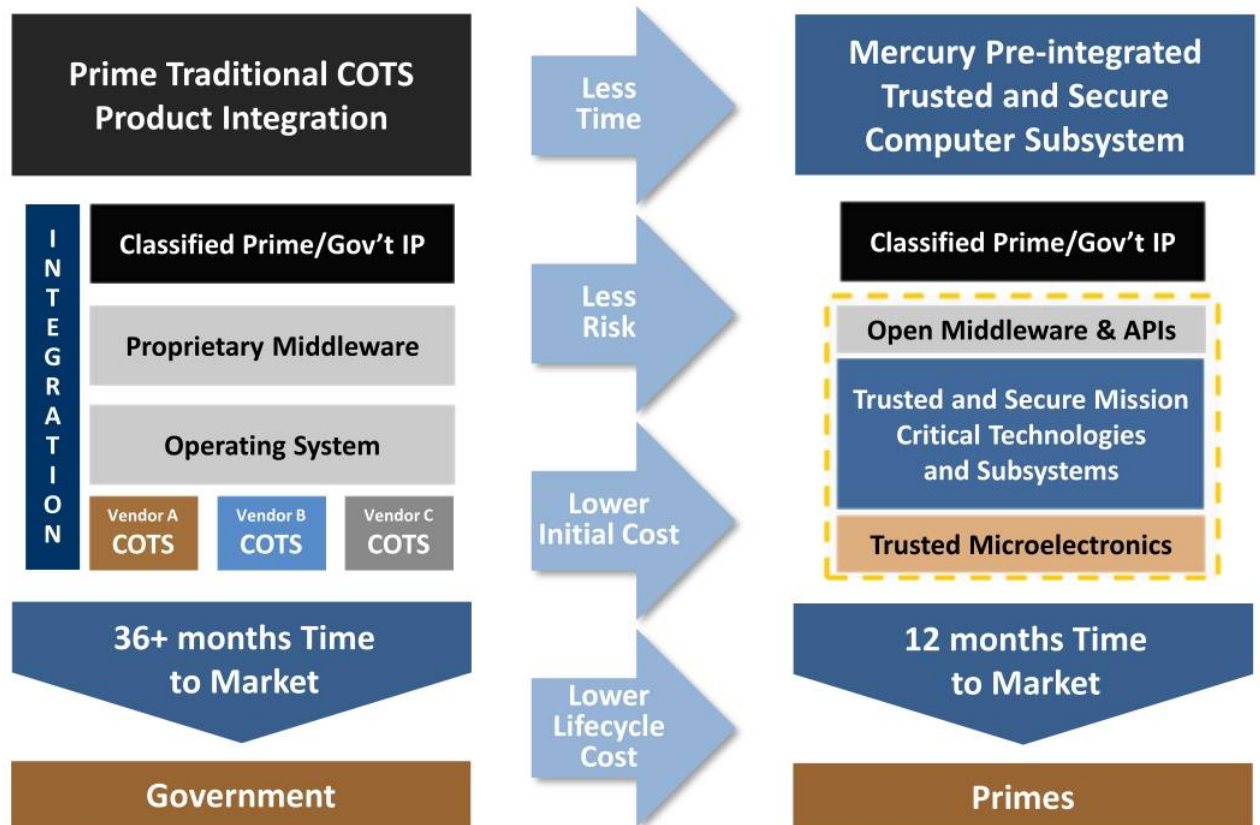 Prime Traditional COTS
Product Integration
INTEGRATION
Classified Prime/Gov't IP
Proprietary Middleware
Operating System
Vendor A
COTS
Vendor B
COTS
Vendor C
COTS
36+ months Time
to Market
Government
Less
Time
Less
Risk
Lower
Initial Cost
Lower
Lifecycle
Cost
Mercury Pre-integrated
Trusted and Secure
Computer Subsystem
Classified Prime/Gov't IP
Open Middleware & APIs
Trusted and Secure Mission
Critical Technologies
and Subsystems
Trusted Microelectronics
12 months Time
to Market
Primes